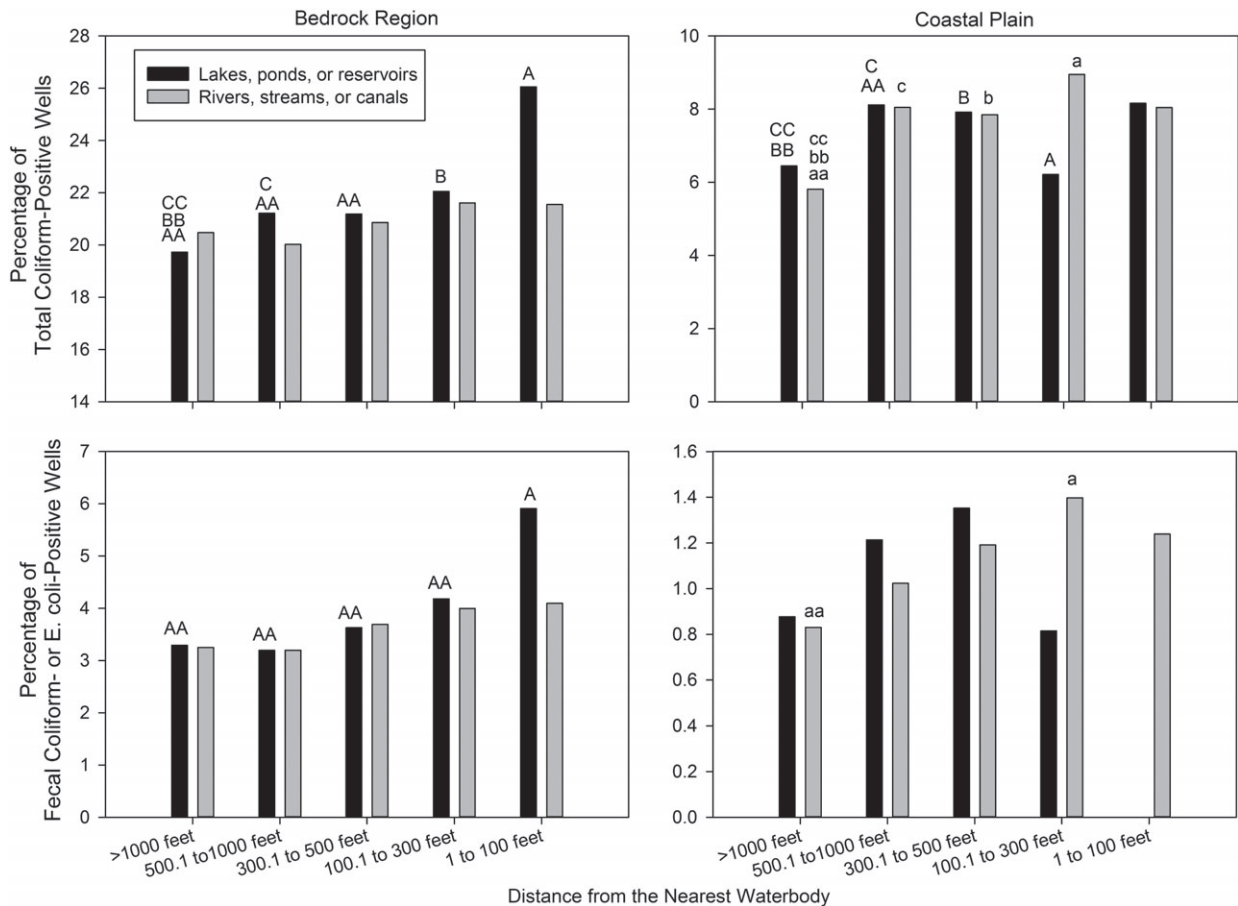 Bedrock Region
Coastal Plain
Percentage of
Total Coliform-Positive Wells
28
26
24
22
20
18
16
14
Lakes, ponds, or reservoirs
Rivers, streams, or canals
CC
BB
AA
C
AA
AA
B
A
10
8
6
4
2
0
CC
BB
cc
bb
aa
C
AA
c
B
b
A
a
Percentage of
Fecal Coliform- or E. coli-Positive Wells
7
6
5
4
3
2
1
0
AA
AA
AA
AA
A
1.6
1.4
1.2
1.0
0.8
0.6
0.4
0.2
0.0
aa
a
>1000 feet
500.1 to1000 feet
300.1 to 500 feet
100.1 to 300 feet
1 to 100 feet
>1000 feet
500.1 to1000 feet
300.1 to 500 feet
100.1 to 300 feet
1 to 100 feet
Distance from the Nearest Waterbody